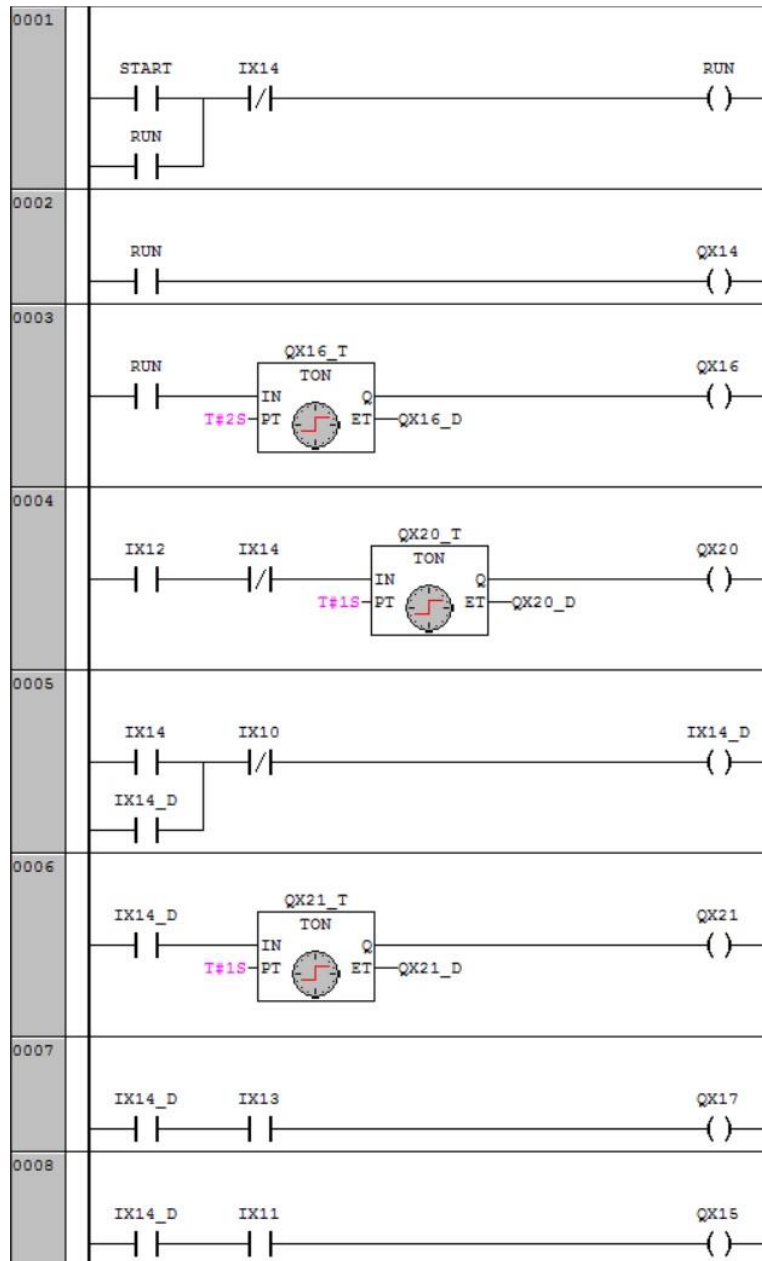 0001
START IX14 RUN
RUN
0002
RUN QX14
0003
QX16_T
RUN TON QX16
IN Q
T#2S PT ET QX16_D
0004
QX20_T
IX12 IX14 TON QX20
IN Q
T#1S PT ET QX20_D
0005
IX14 IX10 IX14_D
IX14_D
0006
QX21_T
IX14_D TON QX21
IN Q
T#1S PT ET QX21_D
0007
IX14_D IX13 QX17
0008
IX14_D IX11 QX15